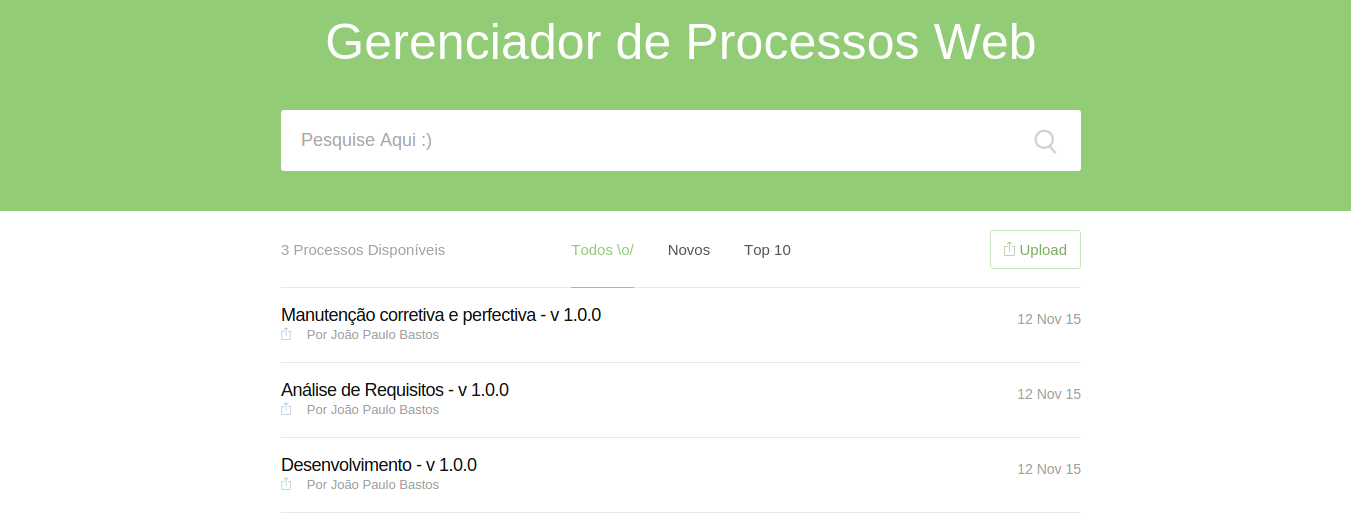 Gerenciador de Processos Web
Pesquise Aqui :)
3 Processos Disponíveis Todos \o/ Novos Top 10 Upload
Manutenção corretiva e perfectiva - v 1.0.0 12 Nov 15
Por João Paulo Bastos
Análise de Requisitos - v 1.0.0 12 Nov 15
Por João Paulo Bastos
Desenvolvimento - v 1.0.0 12 Nov 15
Por João Paulo Bastos